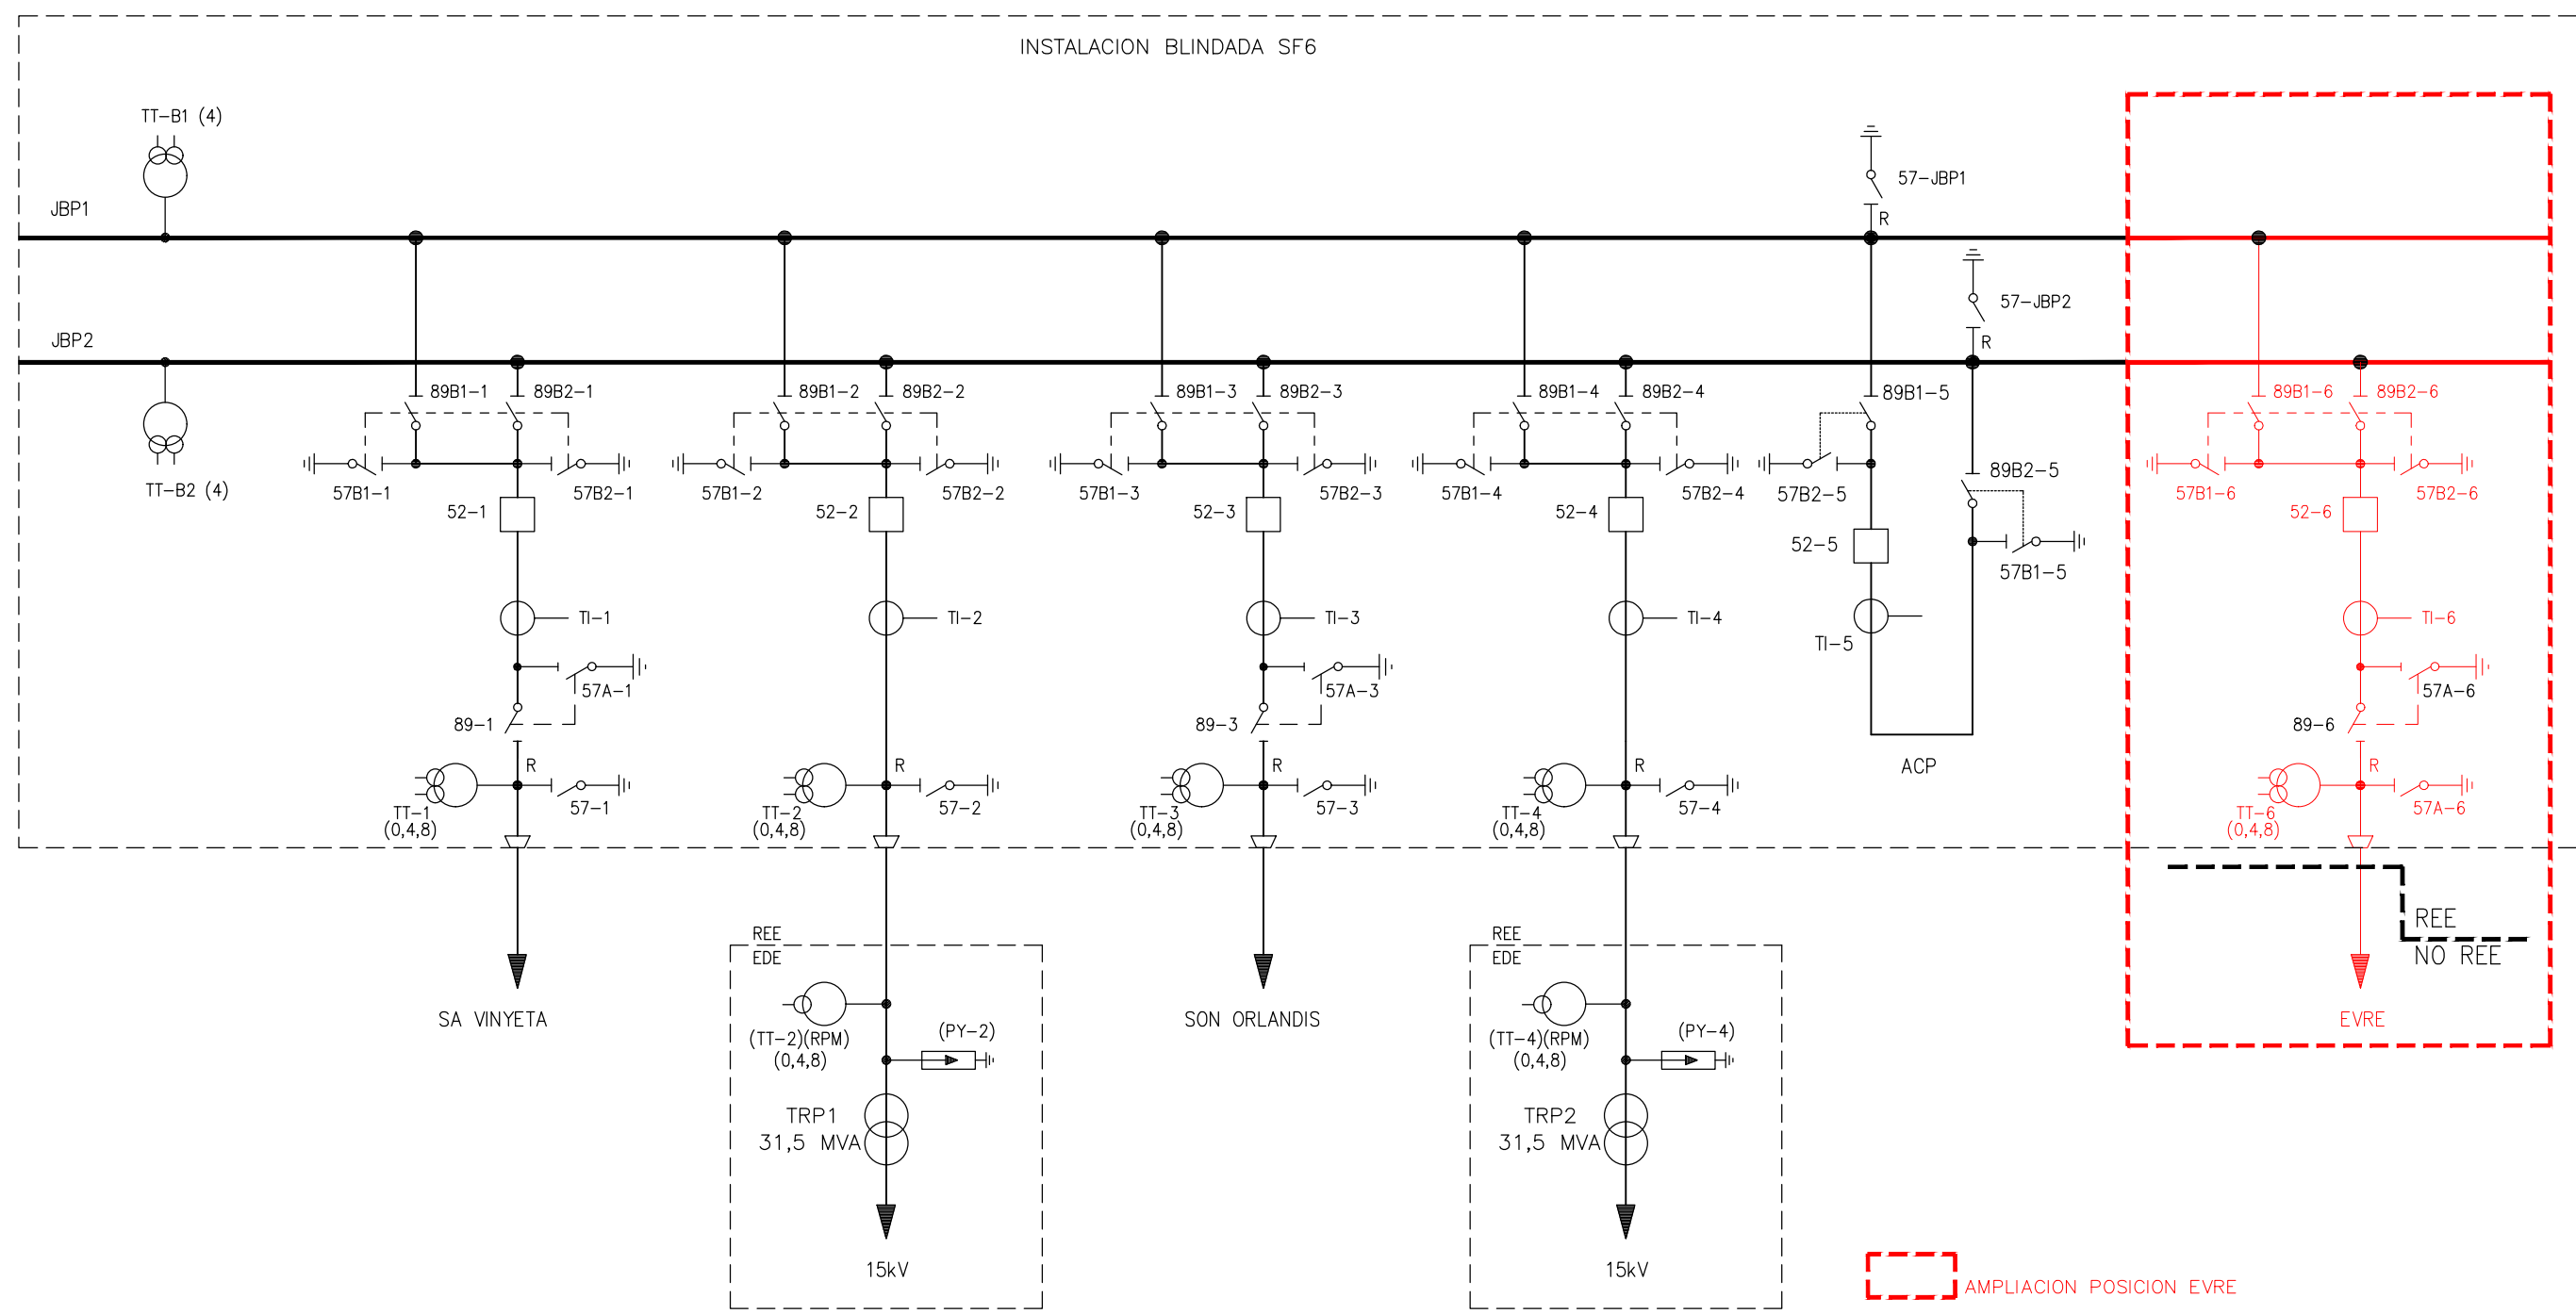 INSTALACION BLINDADA SF6
TT-B1 (4)
57-JBP1
JBP1
R
57-JBP2
JBP2
R
89B1-1
89B2-1
89B1-2
89B2-2
89B1-3
89B2-3
89B1-4
89B2-4
89B1-5
89B1-6
89B2-6
TT-B2 (4)
57B1-1
57B2-1
57B1-2
57B2-2
57B1-3
57B2-3
57B1-4
57B2-4
57B2-5
89B2-5
57B1-6
57B2-6
52-1
52-2
52-3
52-4
52-5
57B1-5
52-6
TI-1
TI-2
TI-3
TI-4
TI-5
TI-6
57A-1
57A-3
57A-6
89-1
89-3
89-6
R
R
R
R
ACP
R
TT-1
(0,4,8)
57-1
TT-2
(0,4,8)
57-2
TT-3
(0,4,8)
57-3
TT-4
(0,4,8)
57-4
TT-6
(0,4,8)
57A-6
REE
NO REE
REE
EDE
REE
EDE
SA VINYETA
SON ORLANDIS
EVRE
(TT-2)(RPM)
(0,4,8)
(PY-2)
(TT-4)(RPM)
(0,4,8)
(PY-4)
TRP1
31,5 MVA
TRP2
31,5 MVA
15kV
15kV
AMPLIACION POSICION EVRE